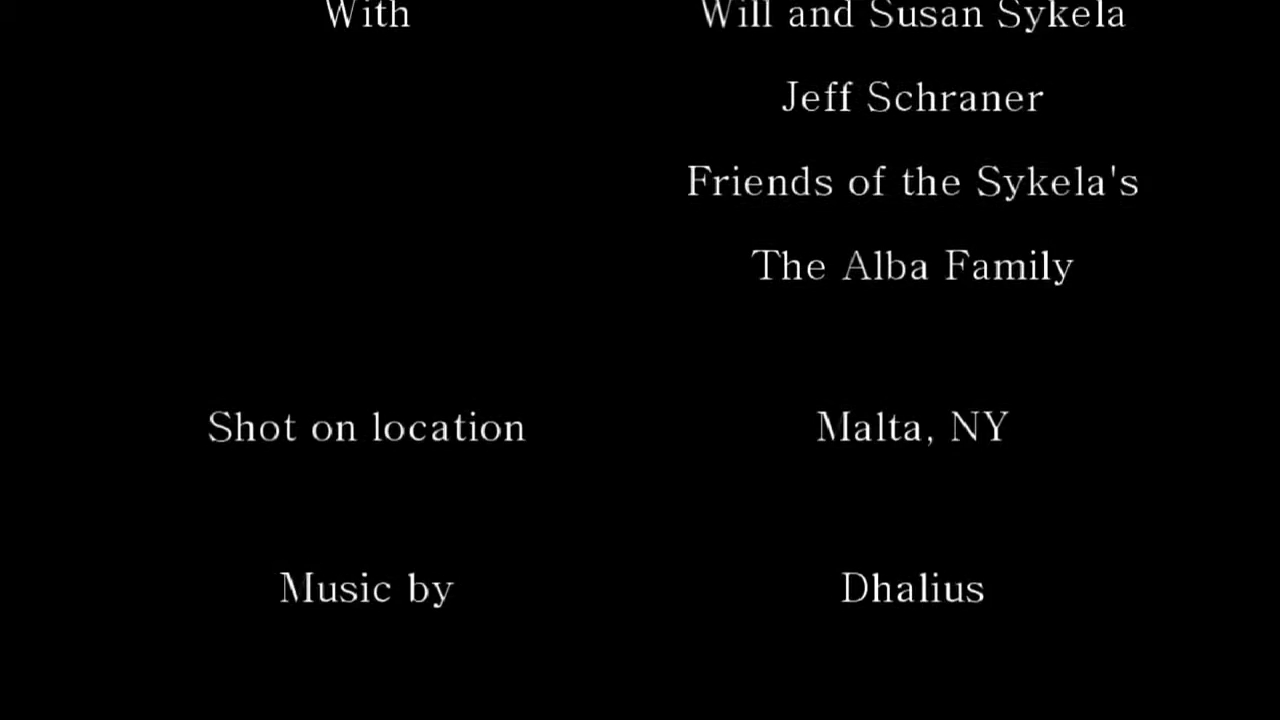 With Will and Susan Sykela
Jeff Schraner
Friends of the Sykela's
The Alba Family
Shot on location Malta, NY
Music by Dhalius